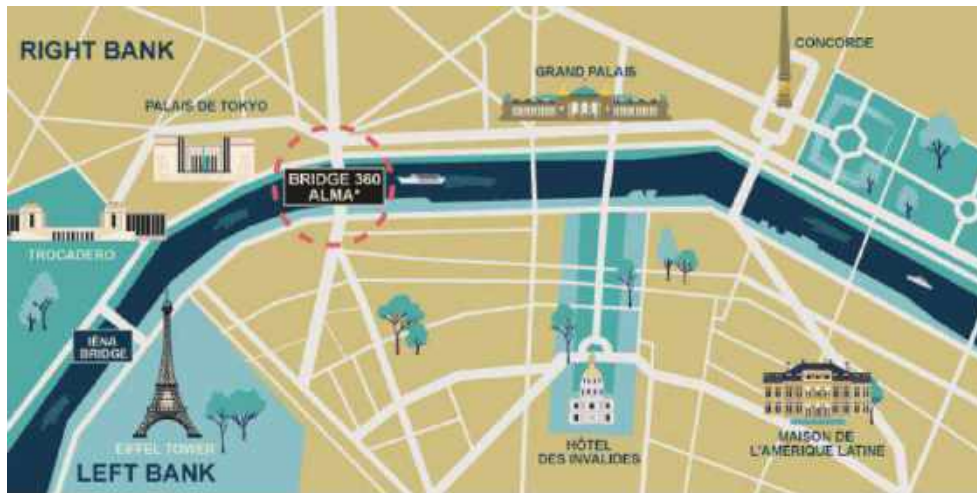 RIGHT BANK
CONCORDE
GRAND PALAIS
PALAIS DE TOKYO
BRIDGE 360
ALMA*
TROCADERO
IÉNA
BRIDGE
EIFFEL TOWER
LEFT BANK
HÔTEL
DES INVALIDES
MAISON DE
L'AMERIQUE LATINE